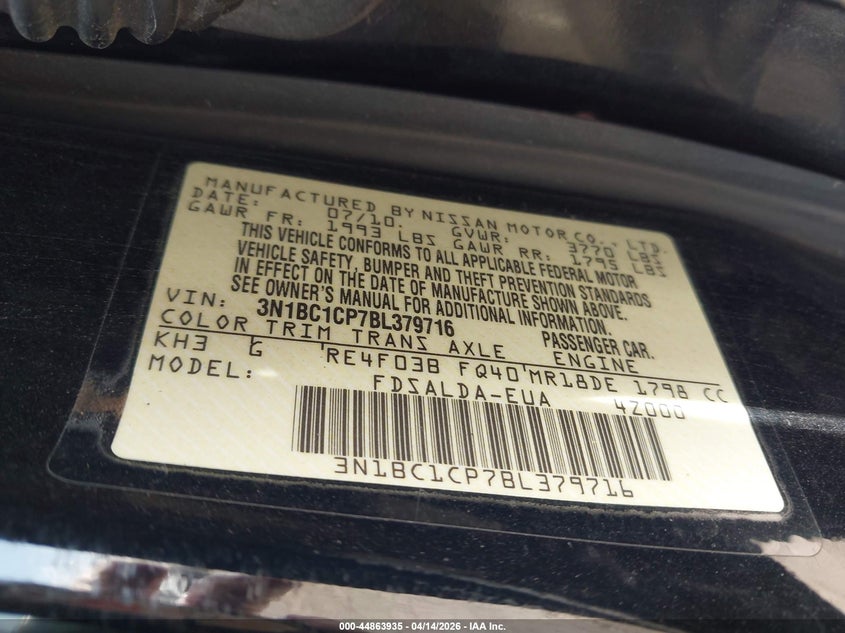 MANUFACTURED BY NISSAN MOTOR CO., LTD.
DATE: 07/10. GVWR: 3770 LBS
GAWR FR: 1993 LBS GAWR RR: 1795 LBS
THIS VEHICLE CONFORMS TO ALL APPLICABLE FEDERAL MOTOR
VEHICLE SAFETY, BUMPER AND THEFT PREVENTION STANDARDS
IN EFFECT ON THE DATE OF MANUFACTURE SHOWN ABOVE.
SEE OWNER'S MANUAL FOR ADDITIONAL INFORMATION.
VIN: 3N1BC1CP7BL379716 PASSENGER CAR.
COLOR TRIM TRANS AXLE ENGINE
KH3 G RE4F03B FQ40 MR18DE 1798 CC
MODEL: FDSALDA-EUA 4Z000
3N1BC1CP7BL379716
000-44863935 - 04/14/2026 - IAA Inc.